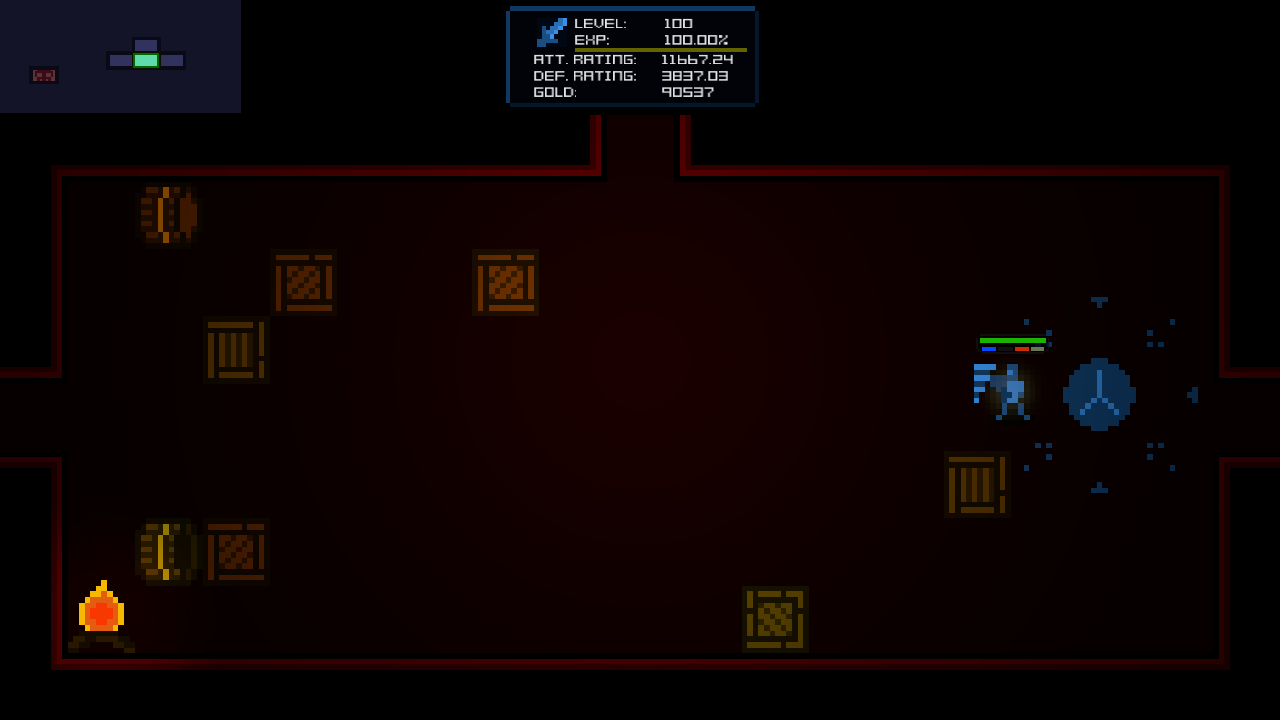 LEVEL: 100
EXP: 100.00%
ATT. RATING: 11667.24
DEF. RATING: 3837.03
GOLD: 90537